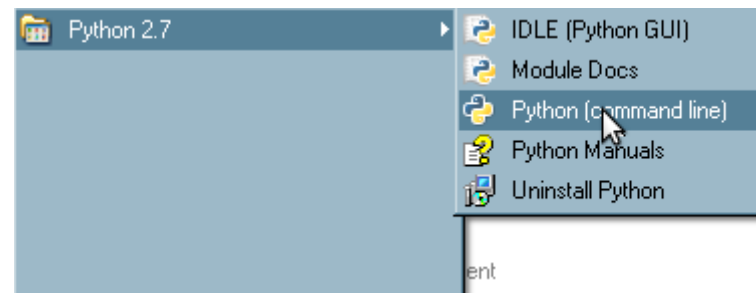 Python 2.7
IDLE (Python GUI)
Module Docs
Python (command line)
Python Manuals
Uninstall Python
ent